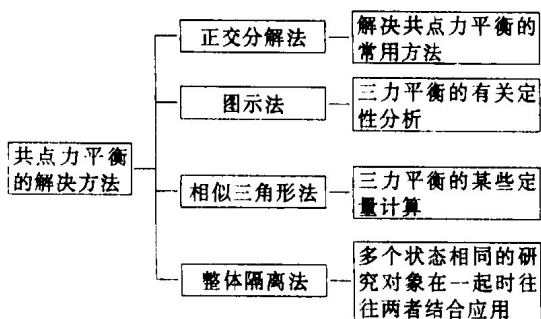 正交分解法
解决共点力平衡的
常用方法
图示法
三力平衡的有关定
性分析
共点力平衡
的解决方法
相似三角形法
三力平衡的某些定
量计算
整体隔离法
多个状态相同的研
究对象在一起时往
往两者结合应用